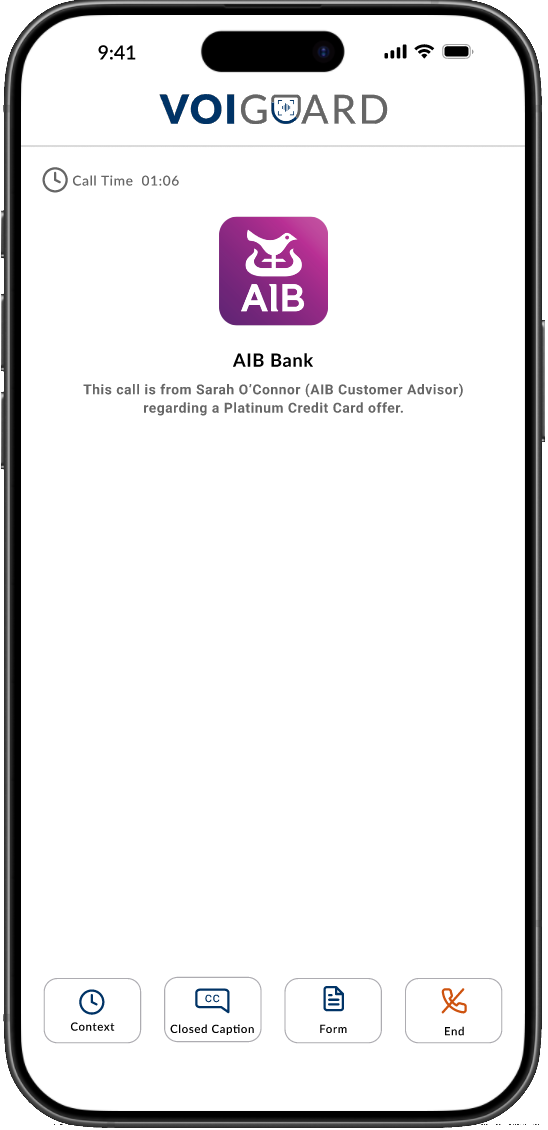 9:41
VOIGUARD
Call Time 01:06
AIB
AIB Bank
This call is from Sarah O’Connor (AIB Customer Advisor)
regarding a Platinum Credit Card offer.
CC
Context
Closed Caption
Form
End